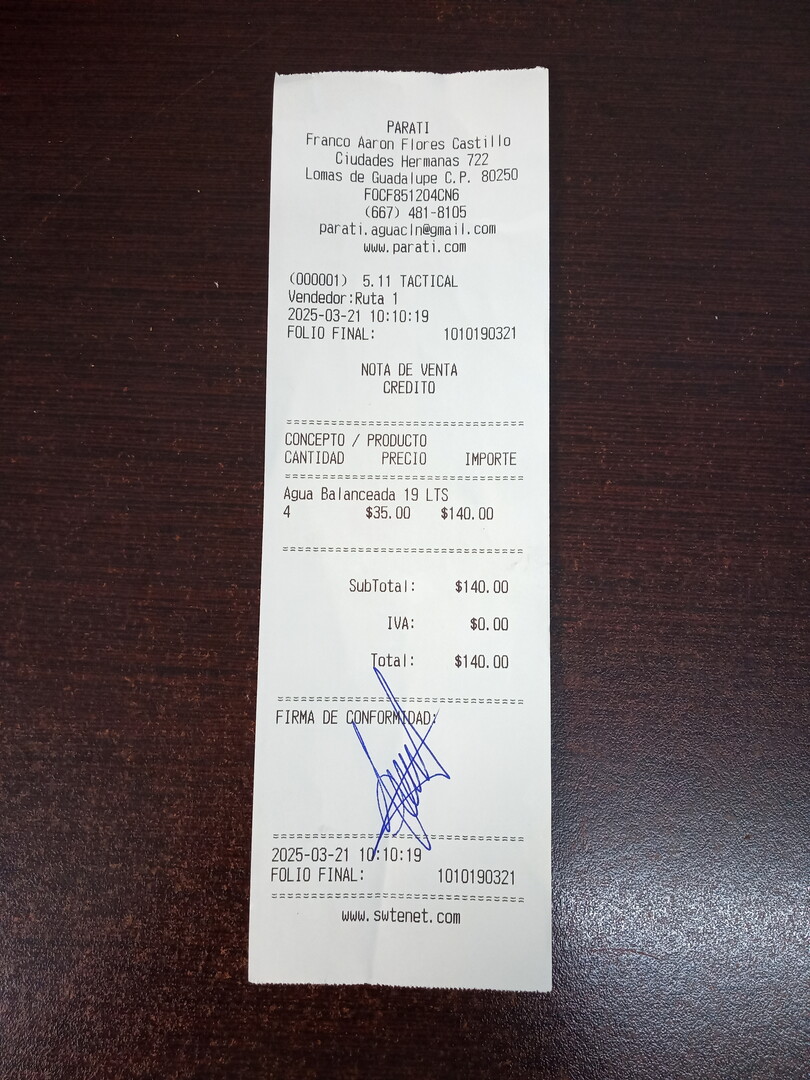 PARATI
Franco Aaron Flores Castillo
Ciudades Hermanas 722
Lomas de Guadalupe C.P. 80250
FOCF851204CN6
(667) 481-8105
parati.aguacln@gmail.com
www.parati.com
(000001) 5.11 TACTICAL
Vendedor:Ruta 1
2025-03-21 10:10:19
FOLIO FINAL: 1010190321
NOTA DE VENTA
CREDITO
CONCEPTO / PRODUCTO
CANTIDAD PRECIO IMPORTE
Agua Balanceada 19 LTS
4 $35.00 $140.00
SubTotal: $140.00
IVA: $0.00
Total: $140.00
FIRMA DE CONFORMIDAD:
2025-03-21 10:10:19
FOLIO FINAL: 1010190321
www.swtenet.com